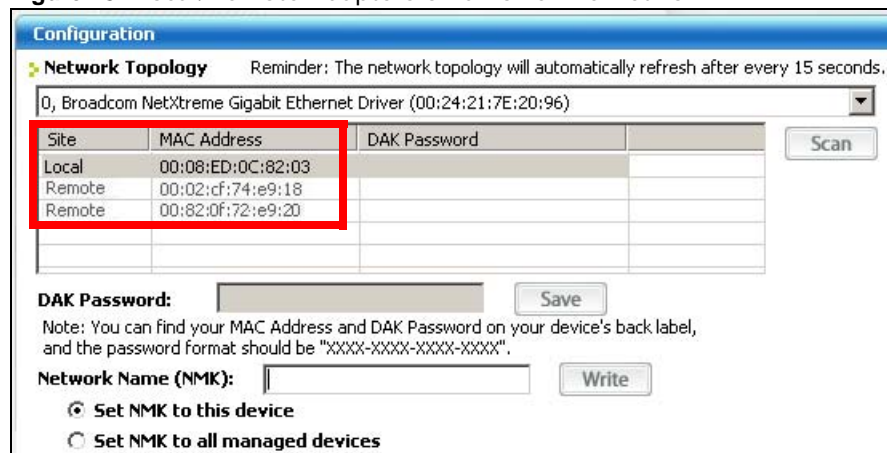 Configuration
Network Topology Reminder: The network topology will automatically refresh after every 15 seconds.
0, Broadcom NetXtreme Gigabit Ethernet Driver (00:24:21:7E:20:96)
Site MAC Address DAK Password Scan
Local 00:08:ED:0C:82:03
Remote 00:02:cf:74:e9:18
Remote 00:82:0f:72:e9:20
DAK Password: Save
Note: You can find your MAC Address and DAK Password on your device's back label,
and the password format should be "XXXX-XXXX-XXXX-XXXX".
Network Name (NMK): Write
Set NMK to this device
Set NMK to all managed devices